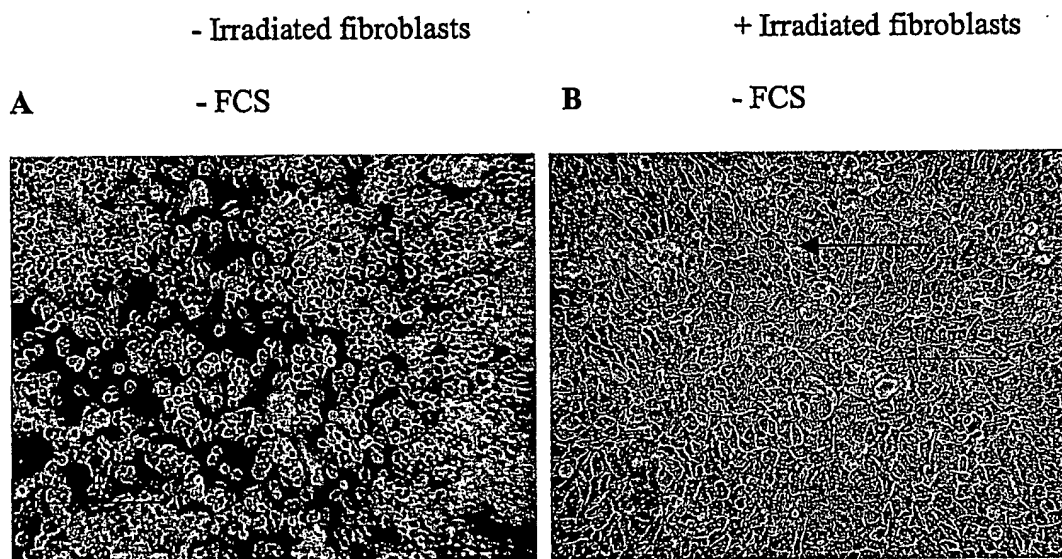 - Irradiated fibroblasts + Irradiated fibroblasts
A - FCS B - FCS